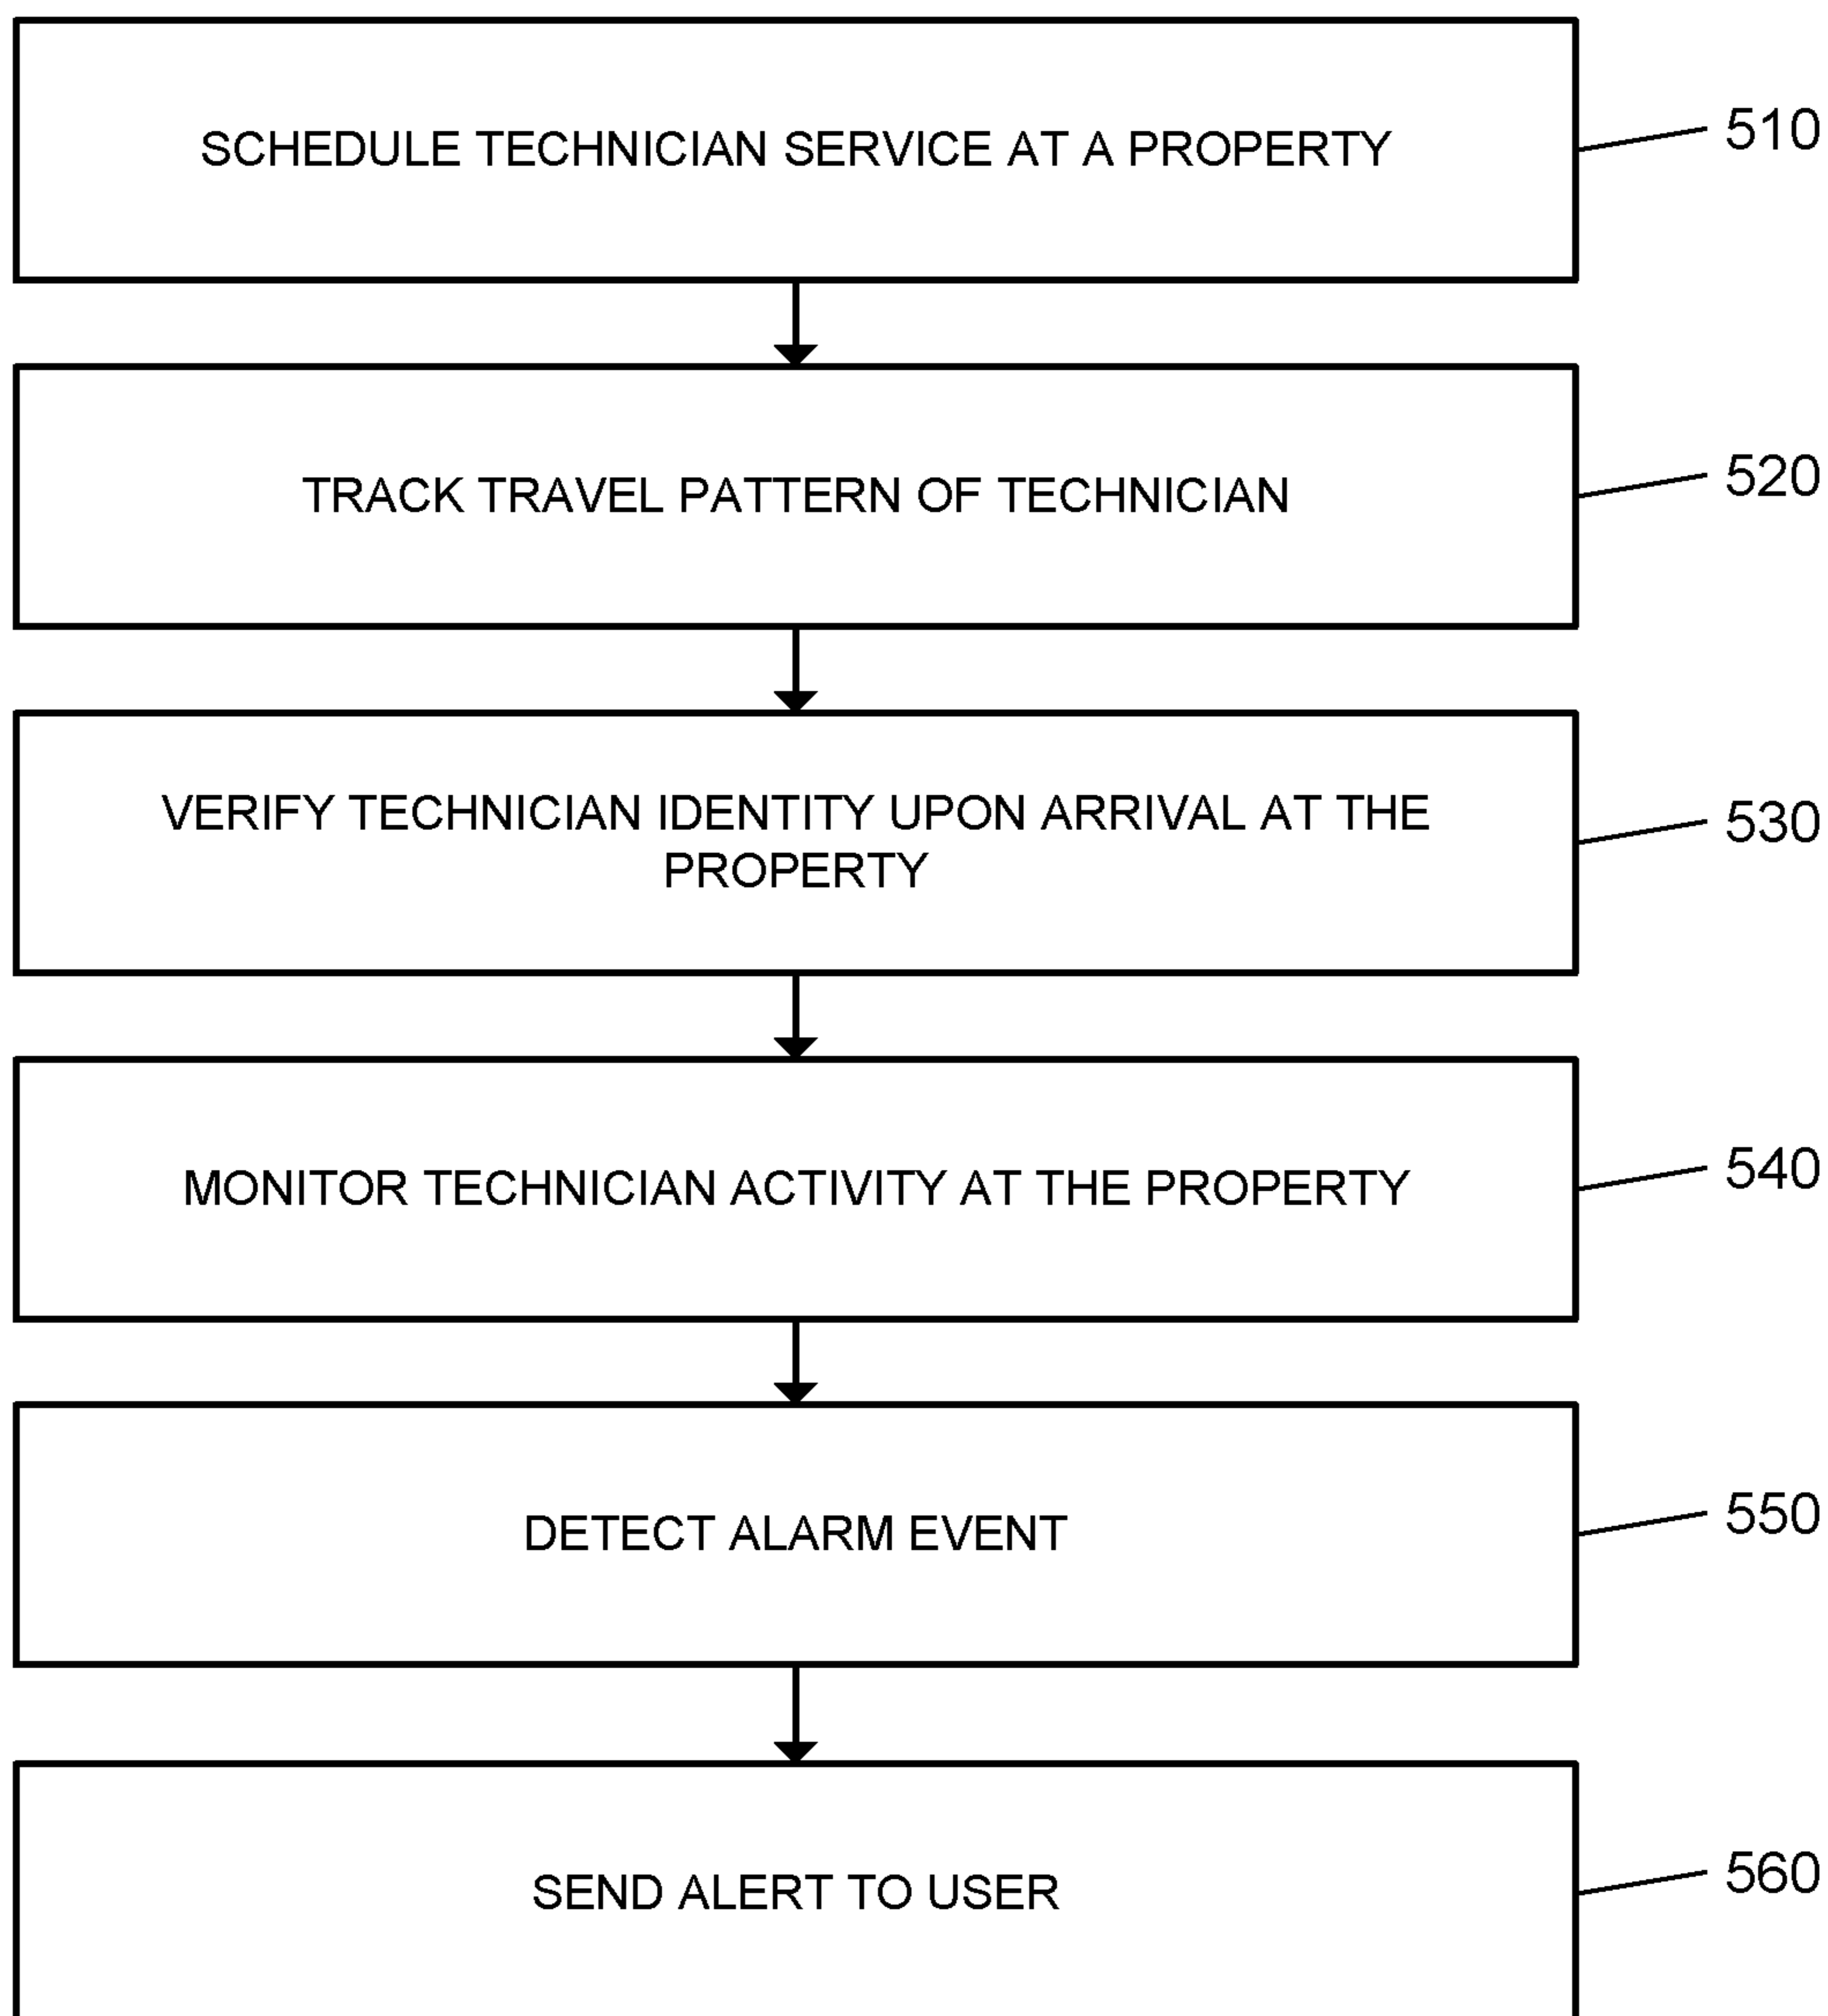 SCHEDULE TECHNICIAN SERVICE AT A PROPERTY
510
TRACK TRAVEL PATTERN OF TECHNICIAN
520
VERIFY TECHNICIAN IDENTITY UPON ARRIVAL AT THE
PROPERTY
530
MONITOR TECHNICIAN ACTIVITY AT THE PROPERTY
540
DETECT ALARM EVENT
550
SEND ALERT TO USER
560